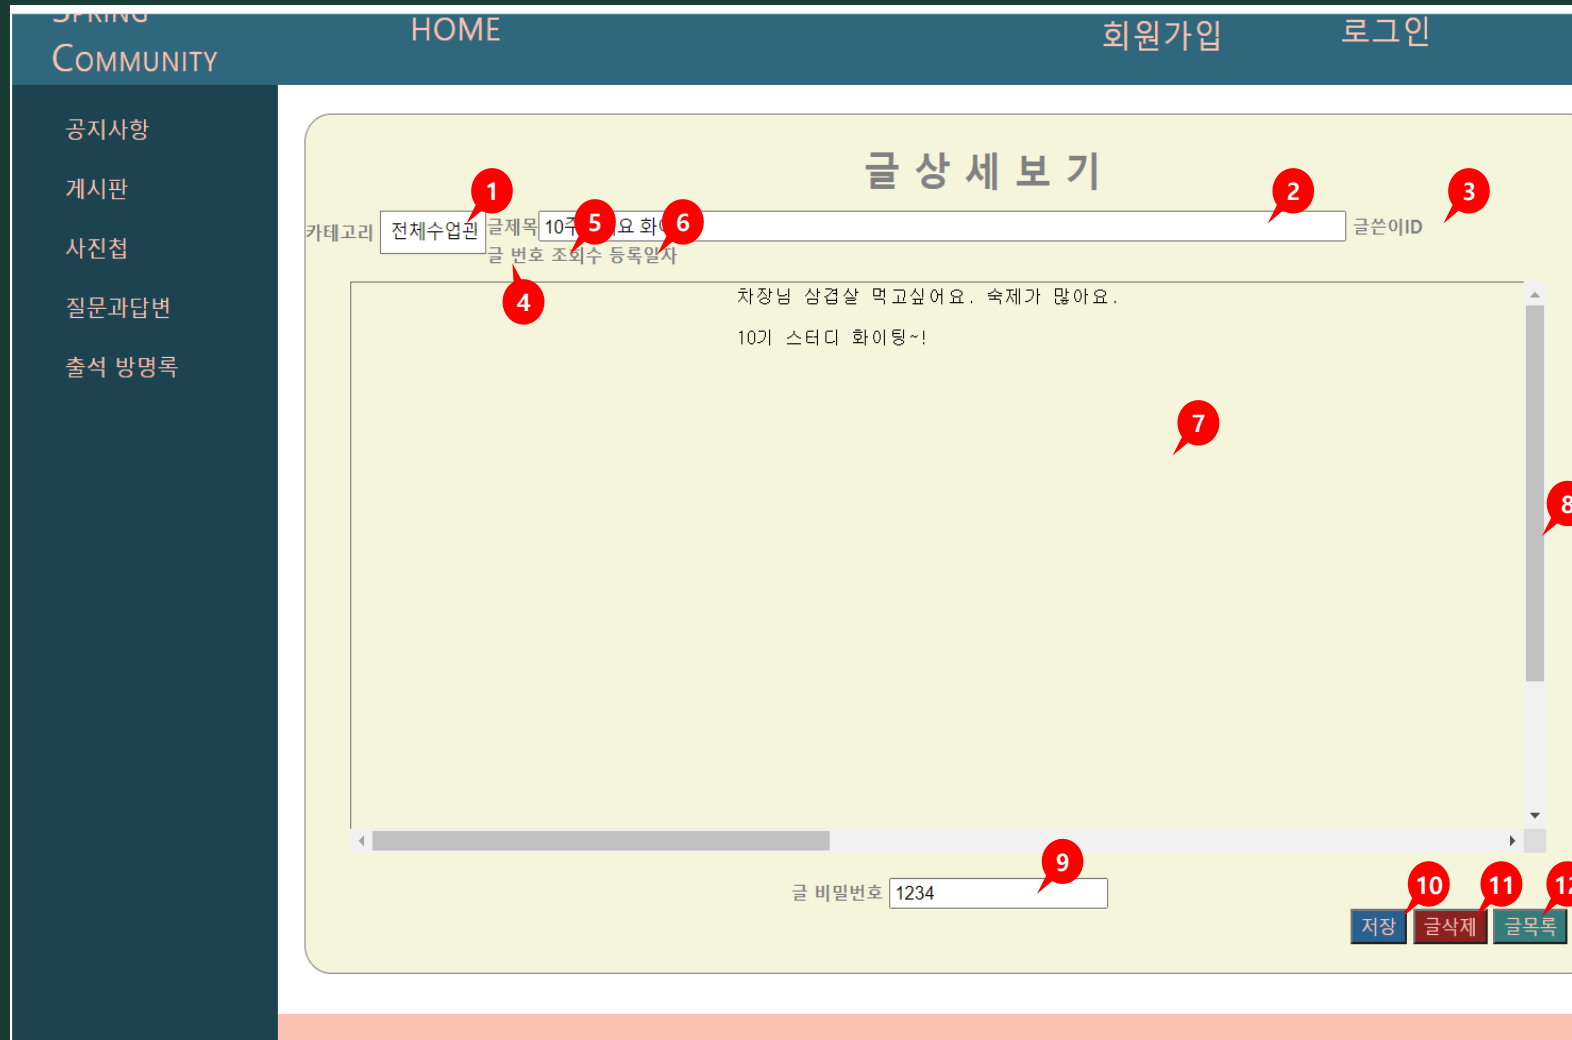 SPRING
COMMUNITY
HOME
회원가입
로그인
공지사항
게시판
사진첩
질문과답변
출석 방명록
글 상 세 보 기
1
2
3
카테고리 전체수업관 글제목 글쓴이ID
5
6
글 번호 조회수 등록일자
4
차장님 삼겹살 먹고싶어요. 숙제가 많아요.
10기 스터디 화이팅~!
7
8
9
글 비밀번호 1234
10
11
12
저장 글삭제 글목록